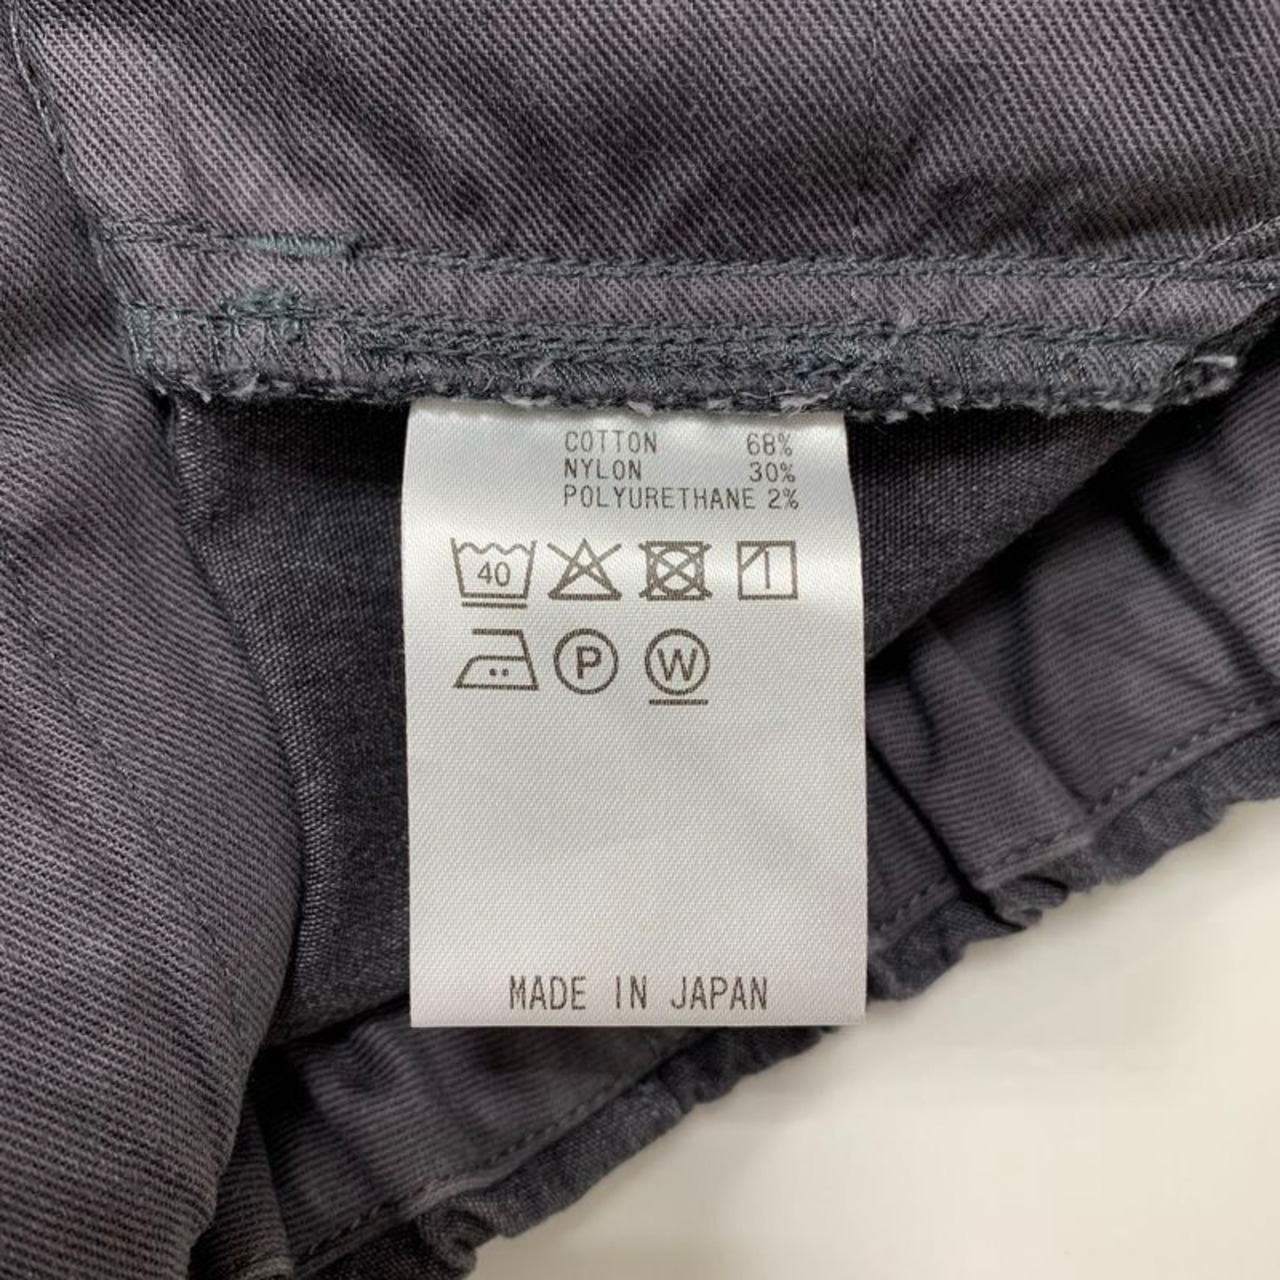 COTTON 68%
NYLON 30%
POLYURETHANE 2%
40
P W
MADE IN JAPAN